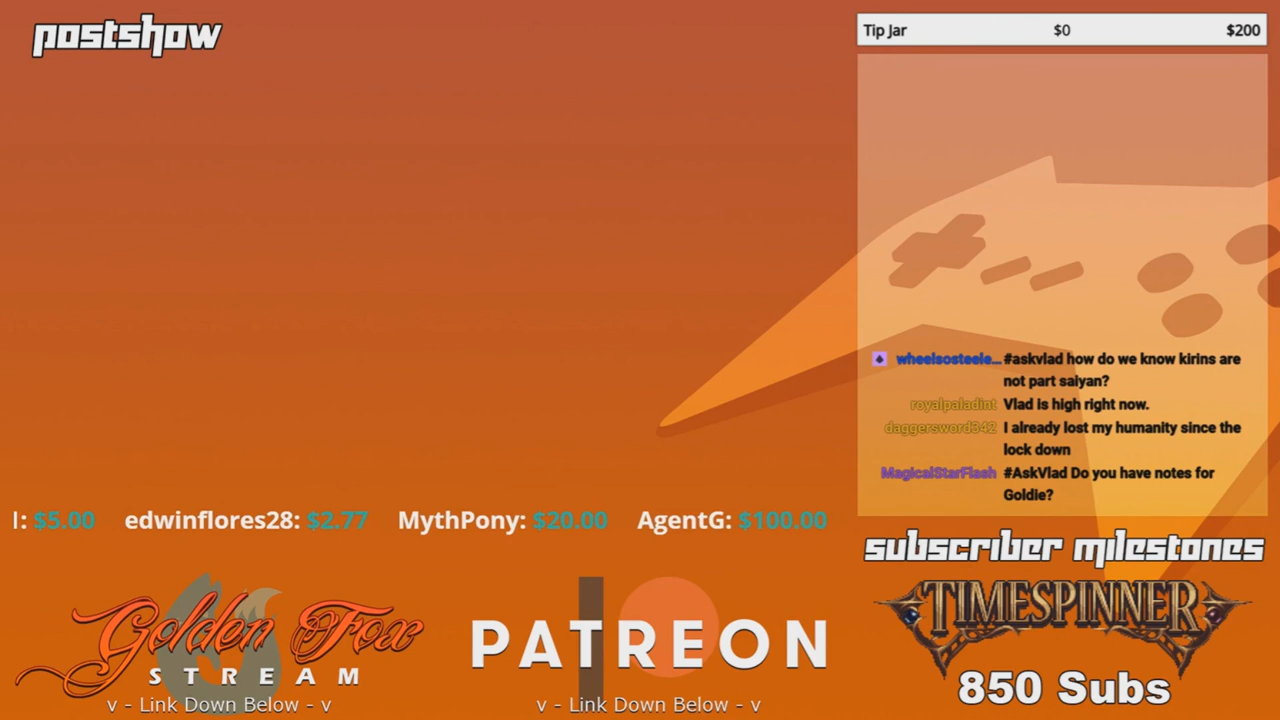 postshow
Tip Jar $0 $200
wheelsosteele... #askvlad how do we know kirins are
not part saiyan?
royalpaladint Vlad is high right now.
daggersword342 I already lost my humanity since the
lock down
MagicalStarFlash #AskVlad Do you have notes for
Goldie?
: $5.00 edwinflores28: $2.77 MythPony: $20.00 AgentG: $100.00
subscriber milestones
TIMESPINNER
850 Subs
Golden Fox
STREAM
v - Link Down Below - v
PATREON
v - Link Down Below - v